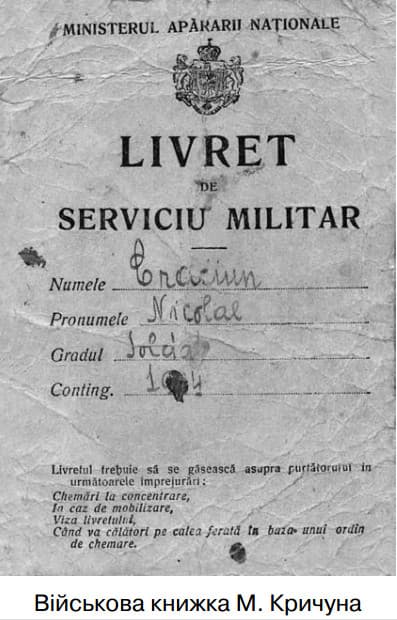 MINISTERUL APĂRĂRII NAȚIONALE
LIVRET
DE
SERVICIU MILITAR
Numele Crăciun
Pronumele Nicolae
Gradul Soldat
Conting.
Livretul trebuie să se găsească asupra purtătorului în
următoarele împrejurări:
Chemări la concentrare,
In caz de mobilizare,
Viza livretului,
Când va călători pe calea ferată în baza unui ordin
de chemare.
Військова книжка М. Кричуна